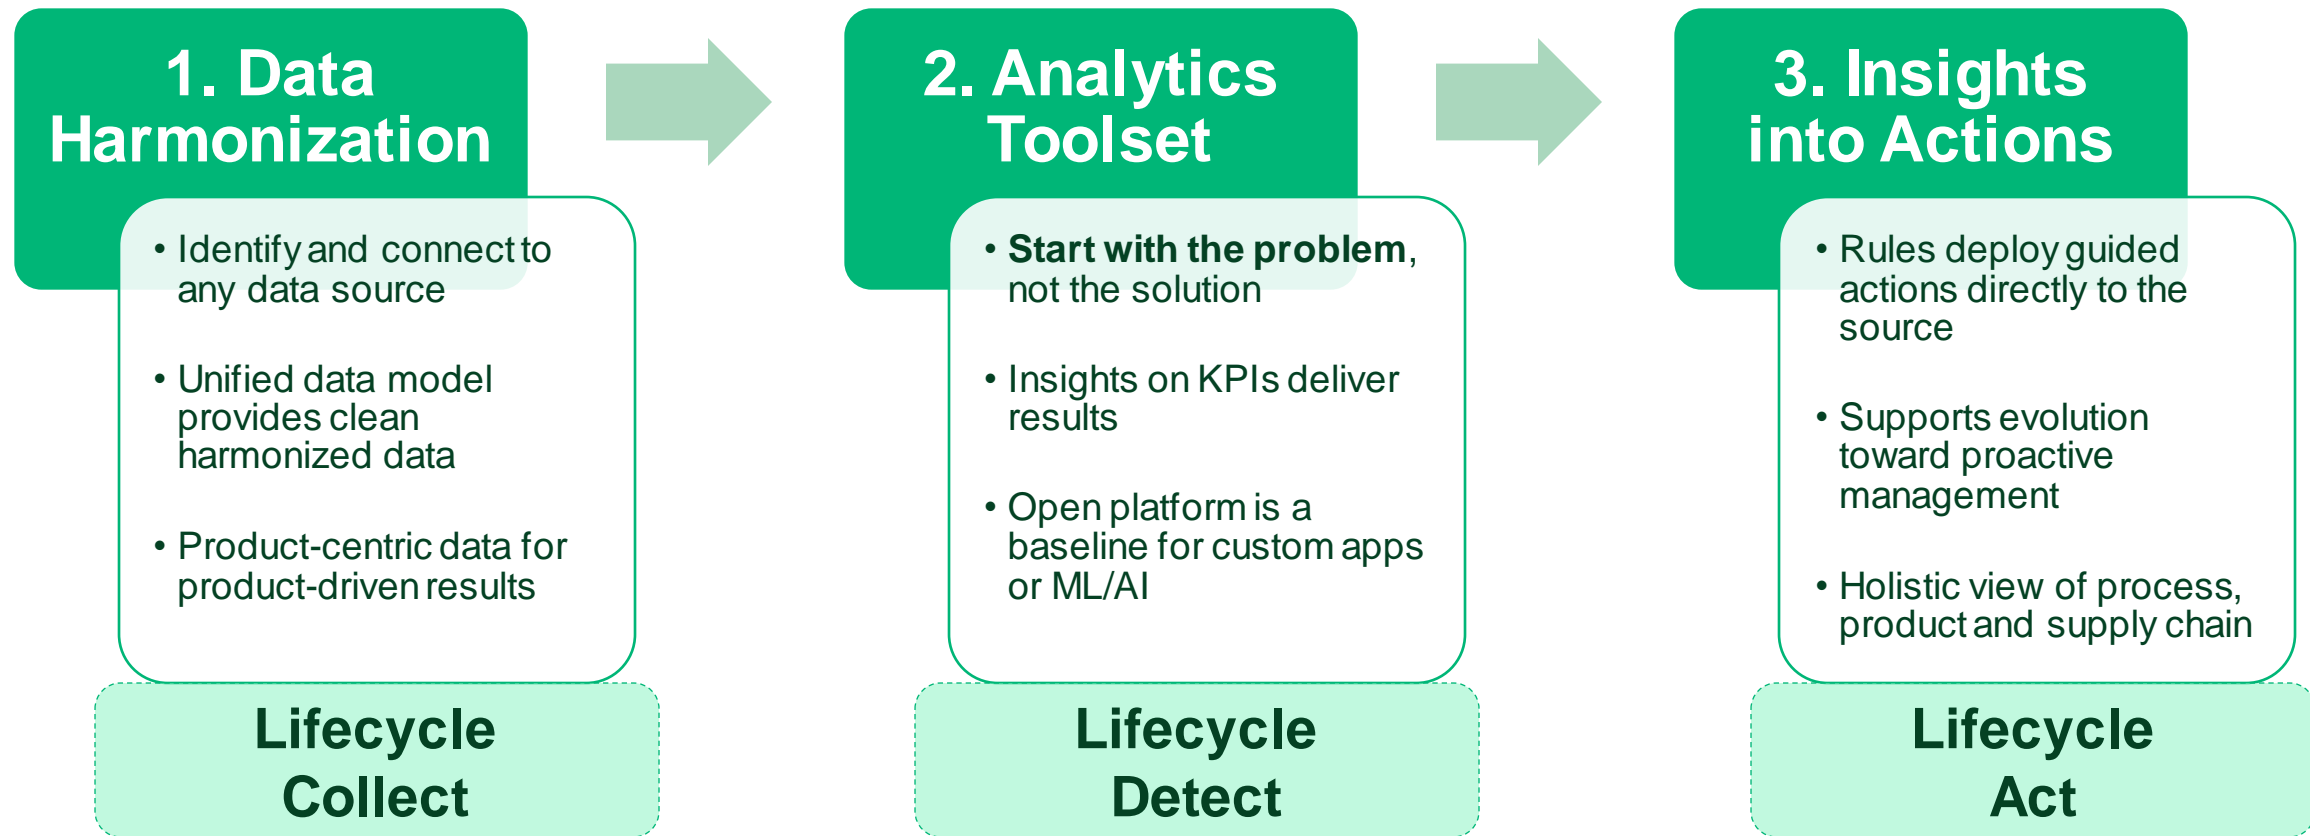 1. Data
Harmonization
• Identify and connect to
any data source
• Unified data model
provides clean
harmonized data
• Product-centric data for
product-driven results
Lifecycle
Collect
2. Analytics
Toolset
• Start with the problem,
not the solution
• Insights on KPIs deliver
results
• Open platform is a
baseline for custom apps
or ML/AI
Lifecycle
Detect
3. Insights
into Actions
• Rules deploy guided
actions directly to the
source
• Supports evolution
toward proactive
management
• Holistic view of process,
product and supply chain
Lifecycle
Act